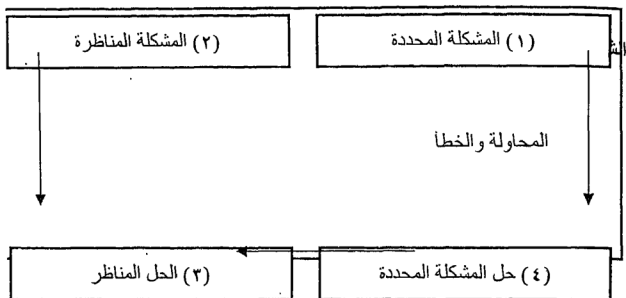 (١) المشكلة المحددة
(٢) المشكلة المناظرة
المحاولة والخطأ
(٤) حل المشكلة المحددة
(٣) الحل المناظر